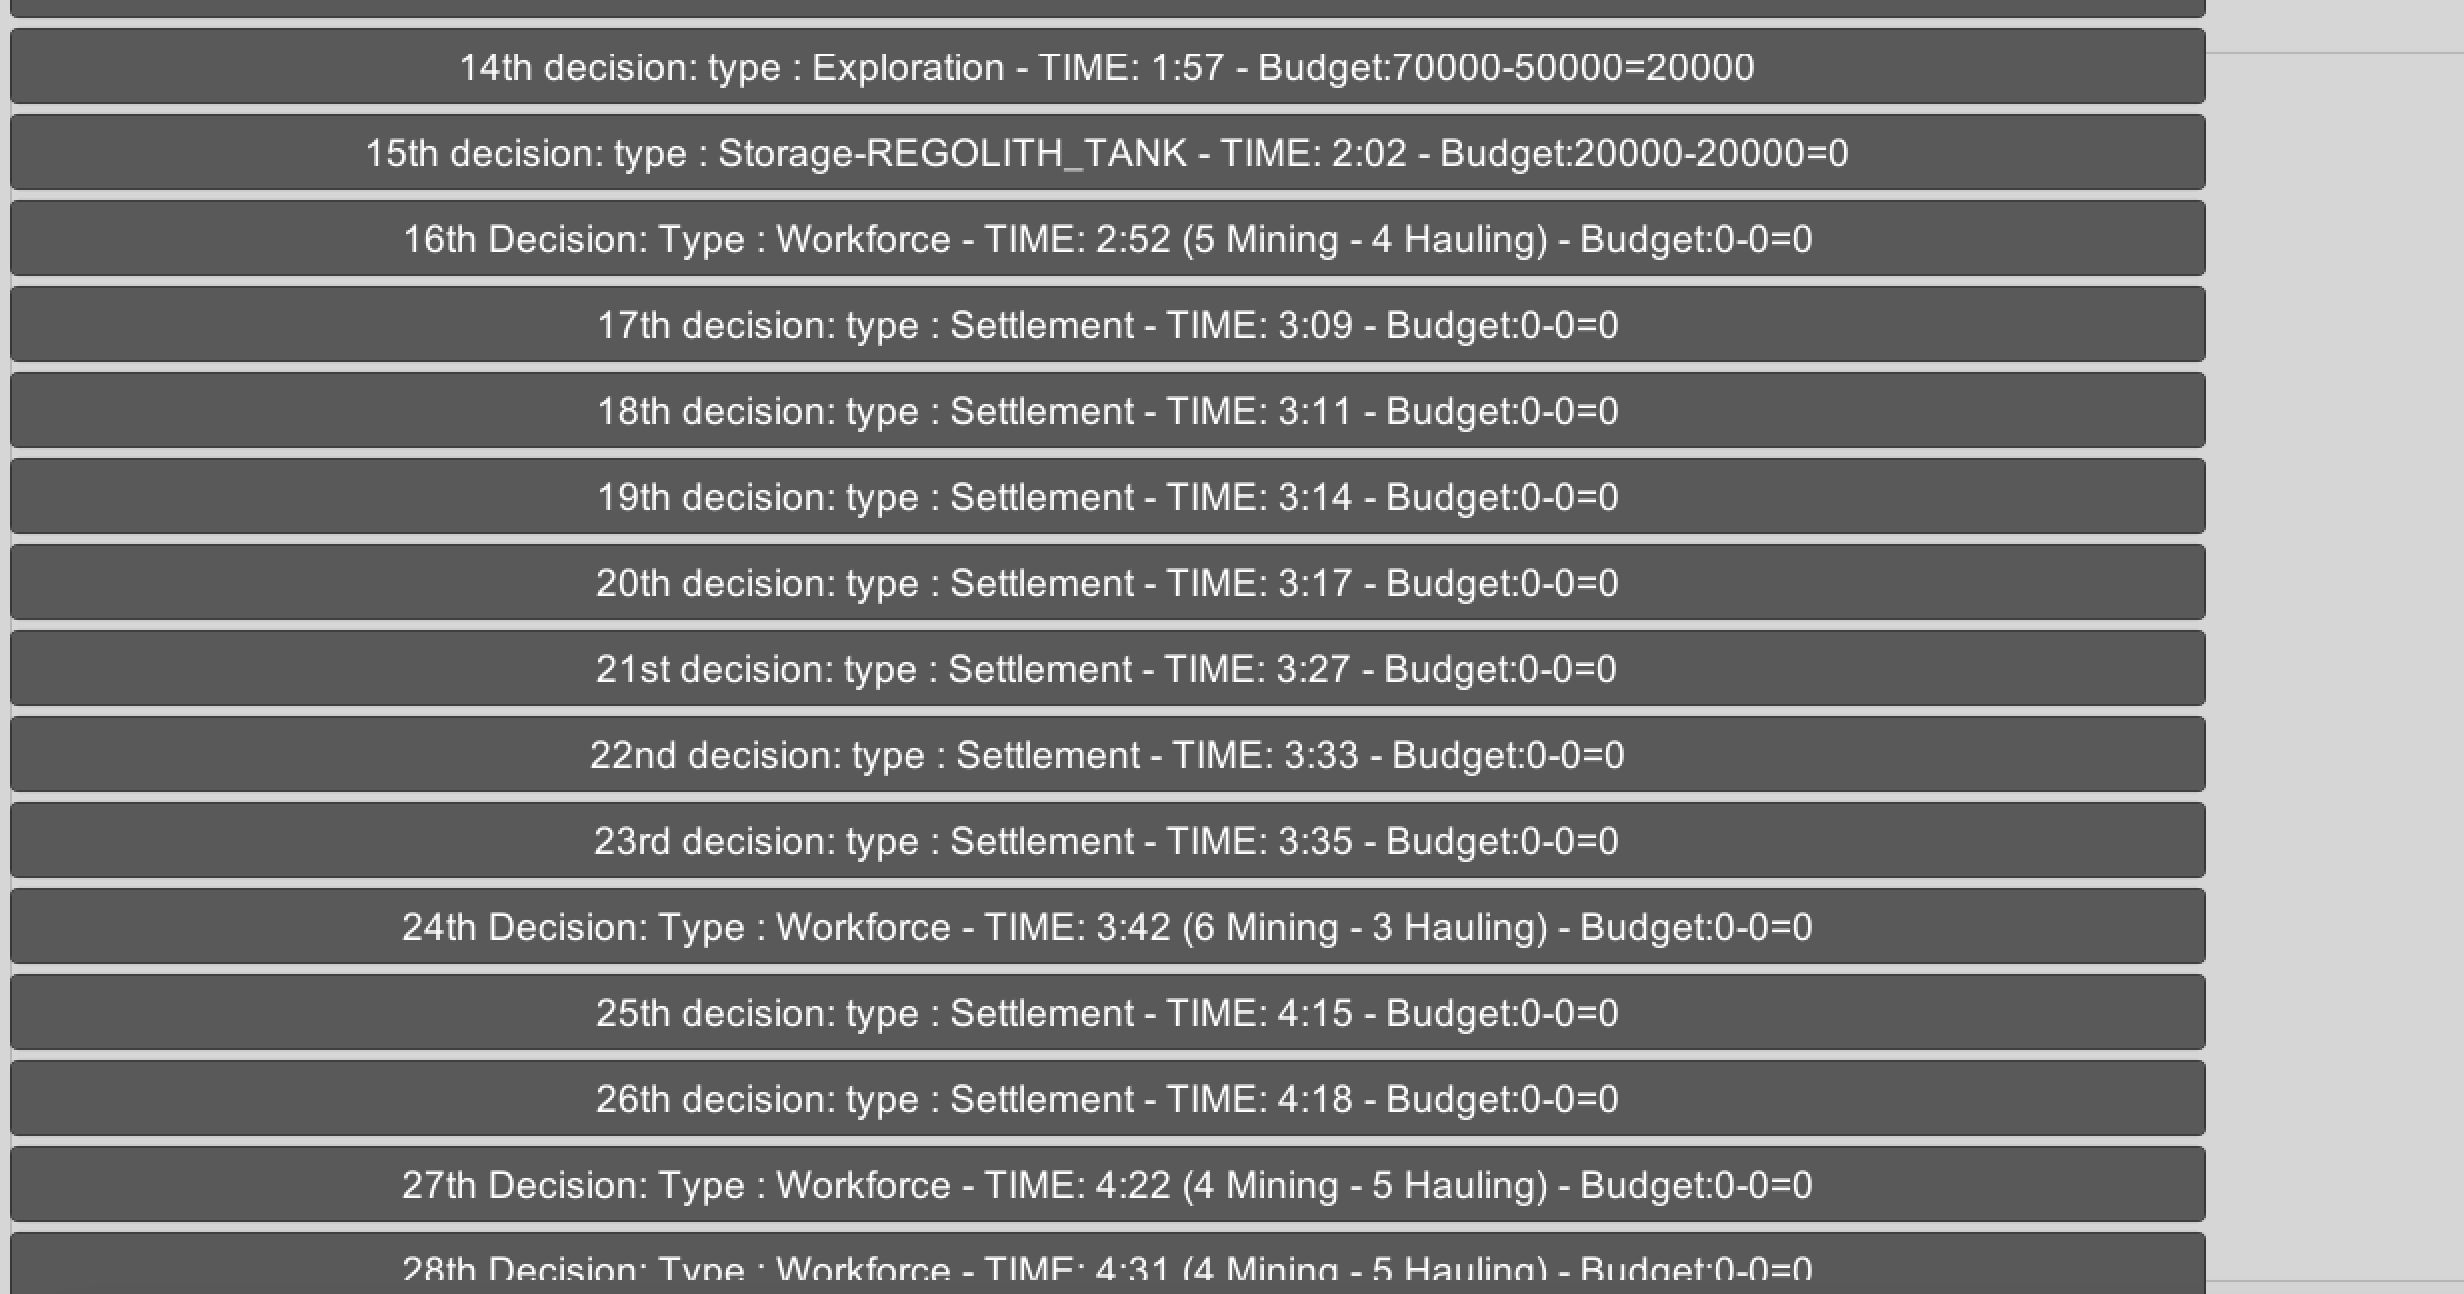 14th decision: type : Exploration - TIME: 1:57 - Budget:70000-50000=20000
15th decision: type : Storage-REGOLITH_TANK - TIME: 2:02 - Budget:20000-20000=0
16th Decision: Type : Workforce - TIME: 2:52 (5 Mining - 4 Hauling) - Budget:0-0=0
17th decision: type : Settlement - TIME: 3:09 - Budget:0-0=0
18th decision: type : Settlement - TIME: 3:11 - Budget:0-0=0
19th decision: type : Settlement - TIME: 3:14 - Budget:0-0=0
20th decision: type : Settlement - TIME: 3:17 - Budget:0-0=0
21st decision: type : Settlement - TIME: 3:27 - Budget:0-0=0
22nd decision: type : Settlement - TIME: 3:33 - Budget:0-0=0
23rd decision: type : Settlement - TIME: 3:35 - Budget:0-0=0
24th Decision: Type : Workforce - TIME: 3:42 (6 Mining - 3 Hauling) - Budget:0-0=0
25th decision: type : Settlement - TIME: 4:15 - Budget:0-0=0
26th decision: type : Settlement - TIME: 4:18 - Budget:0-0=0
27th Decision: Type : Workforce - TIME: 4:22 (4 Mining - 5 Hauling) - Budget:0-0=0
28th Decision: Type : Workforce - TIME: 4:31 (4 Mining - 5 Hauling) - Budget:0-0=0